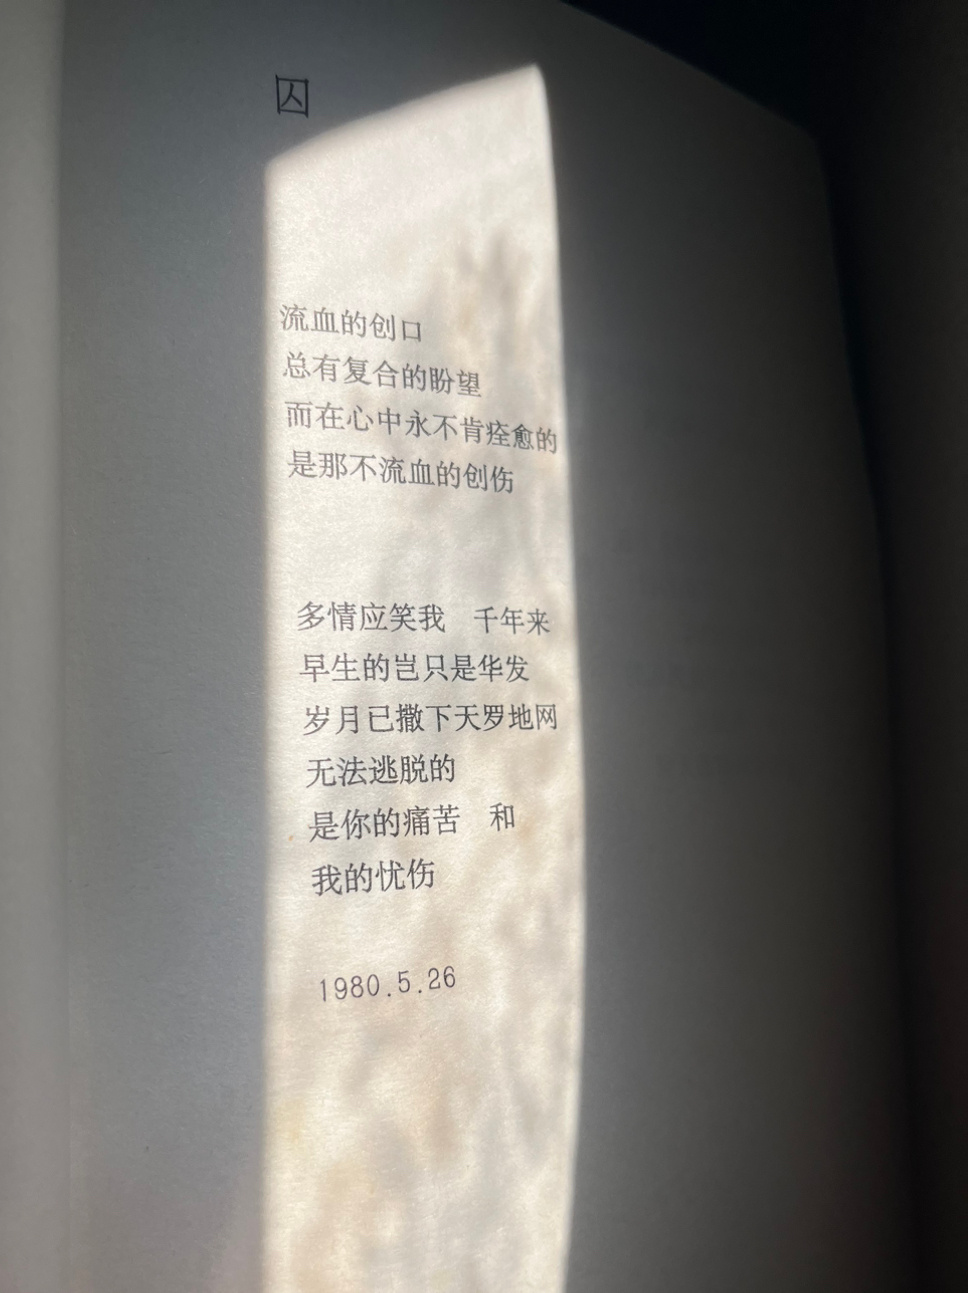 囚
流血的创口
总有复合的盼望
而在心中永不肯痊愈的
是那不流血的创伤
多情应笑我　千年来
早生的岂只是华发
岁月已撒下天罗地网
无法逃脱的
是你的痛苦　和
我的忧伤
1980.5.26